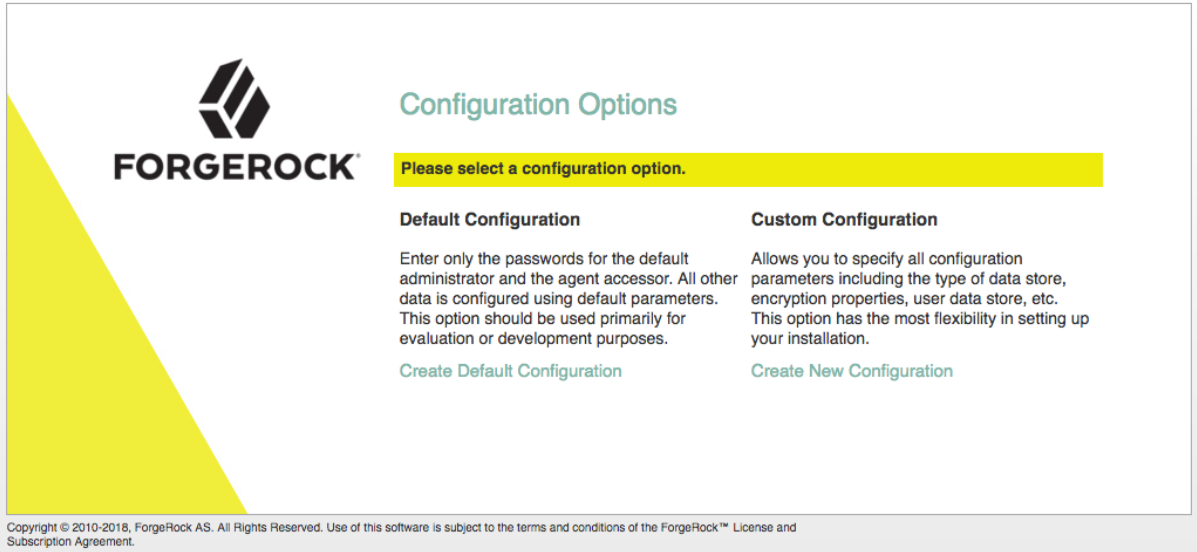 FORGEROCK
Configuration Options
Please select a configuration option.
Default Configuration
Enter only the passwords for the default
administrator and the agent accessor. All other
data is configured using default parameters.
This option should be used primarily for
evaluation or development purposes.
Create Default Configuration
Custom Configuration
Allows you to specify all configuration
parameters including the type of data store,
encryption properties, user data store, etc.
This option has the most flexibility in setting up
your installation.
Create New Configuration
Copyright © 2010-2018, ForgeRock AS. All Rights Reserved. Use of this software is subject to the terms and conditions of the ForgeRock™ License and
Subscription Agreement.